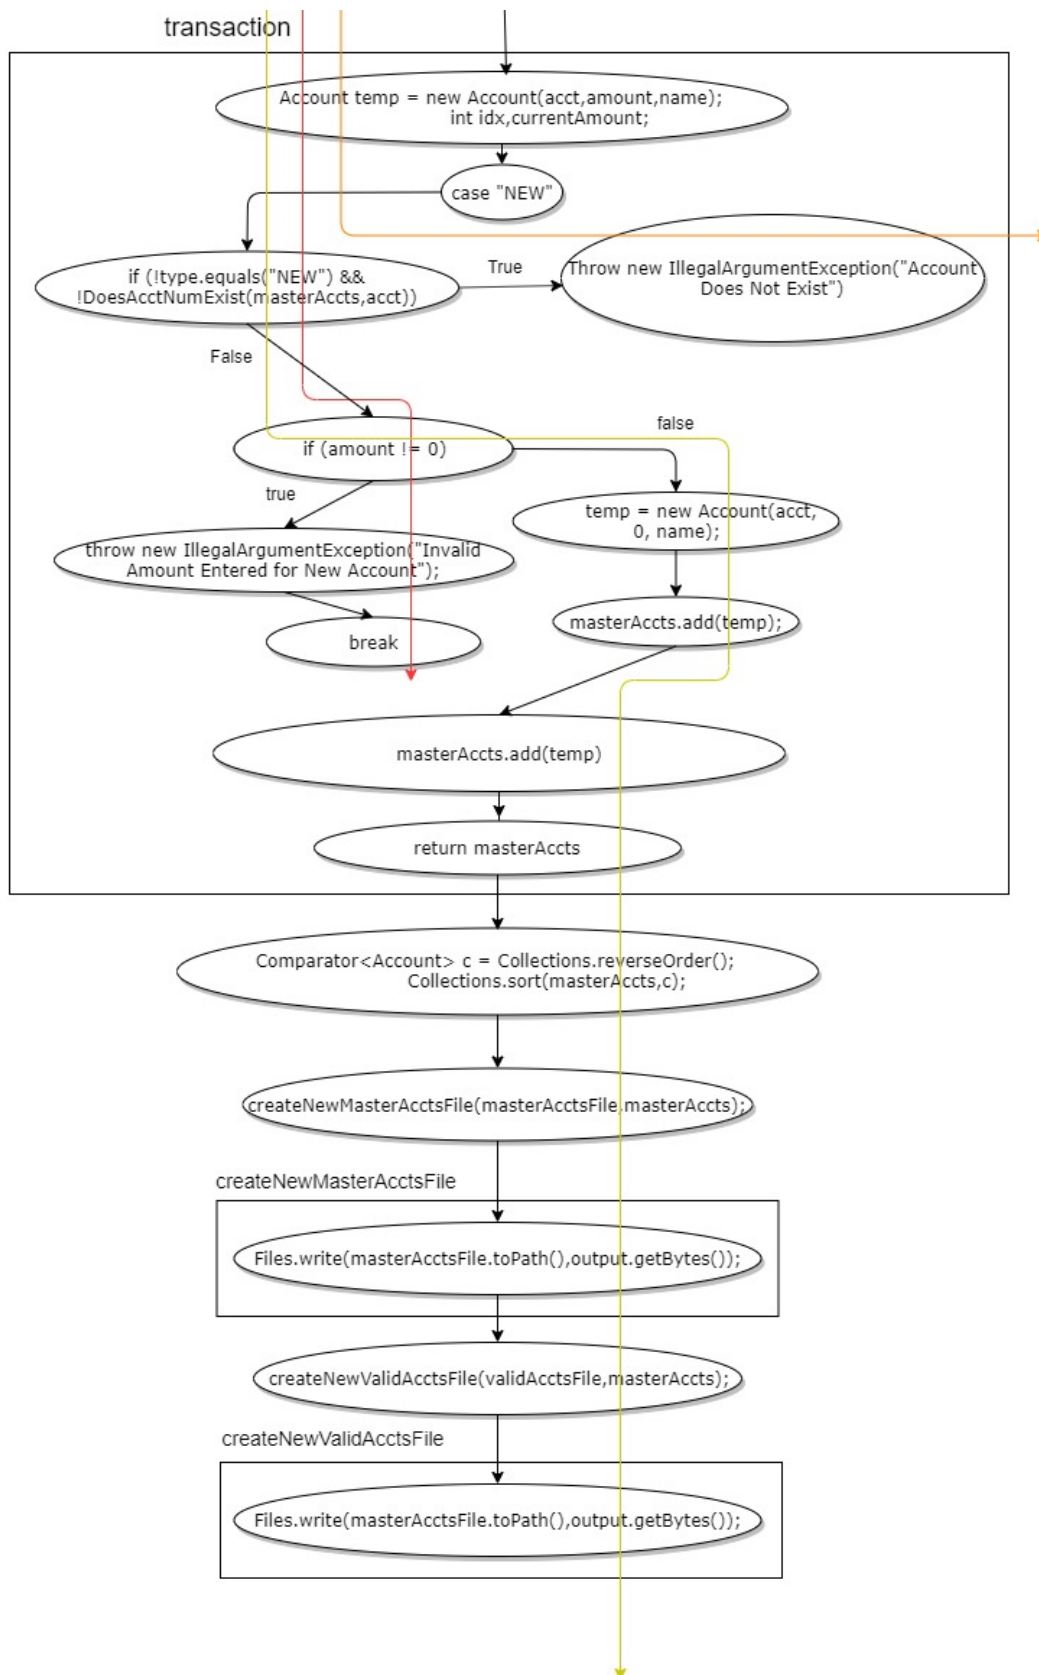 transaction
Account temp = new Account(acct,amount,name);
int idx,currentAmount;
case "NEW"
if (!type.equals("NEW") &&
!DoesAcctNumExist(masterAccts,acct))
True
Throw new IllegalArgumentException("Account
Does Not Exist")
False
if (amount != 0)
false
true
temp = new Account(acct,
0, name);
throw new IllegalArgumentException("Invalid
Amount Entered for New Account");
masterAccts.add(temp);
break
masterAccts.add(temp)
return masterAccts
Comparator<Account> c = Collections.reverseOrder();
Collections.sort(masterAccts,c);
createNewMasterAcctsFile(masterAcctsFile,masterAccts);
createNewMasterAcctsFile
Files.write(masterAcctsFile.toPath(),output.getBytes());
createNewValidAcctsFile(validAcctsFile,masterAccts);
createNewValidAcctsFile
Files.write(masterAcctsFile.toPath(),output.getBytes());